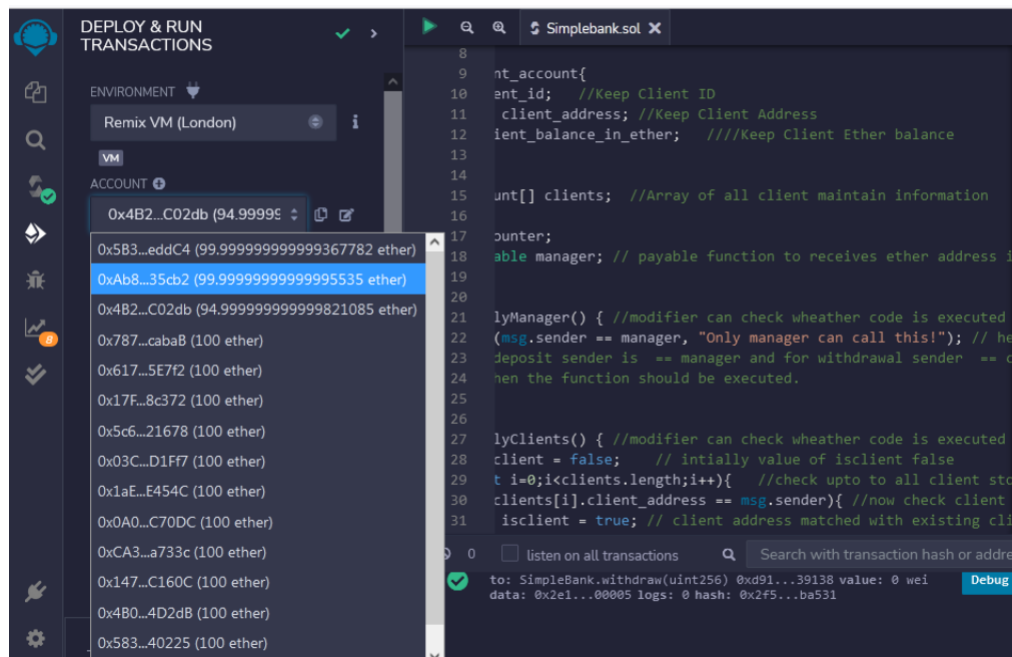 DEPLOY & RUN
TRANSACTIONS
ENVIRONMENT
Remix VM (London)
VM
ACCOUNT
0x4B2...C02db (94.99999
0x5B3...eddC4 (99.999999999999367782 ether)
0xAb8...35cb2 (99.99999999999995535 ether)
0x4B2...C02db (94.999999999999821085 ether)
0x787...cabaB (100 ether)
0x617...5E7f2 (100 ether)
0x17F...8c372 (100 ether)
0x5c6...21678 (100 ether)
0x03C...D1Ff7 (100 ether)
0x1aE...E454C (100 ether)
0x0A0...C70DC (100 ether)
0xCA3...a733c (100 ether)
0x147...C160C (100 ether)
0x4B0...4D2dB (100 ether)
0x583...40225 (100 ether)
8
Simplebank.sol
8
9 nt_account{
10 ent_id; //Keep Client ID
11 client_address; //Keep Client Address
12 ient_balance_in_ether; ////Keep Client Ether balance
13
14
15 unt[] clients; //Array of all client maintain information
16
17 ounter;
18 able manager; // payable function to receives ether address i
19
20
21 lyManager() { //modifier can check wheather code is executed
22 (msg.sender == manager, "Only manager can call this!"); // he
23 deposit sender is == manager and for withdrawal sender == c
24 hen the function should be executed.
25
26
27 lyClients() { //modifier can check wheather code is executed
28 client = false; // intially value of isclient false
29 t i=0;i<clients.length;i++){ //check upto to all client sto
30 clients[i].client_address == msg.sender){ //now check client
31 isclient = true; // client address matched with existing cli
0 listen on all transactions Search with transaction hash or addre
to: SimpleBank.withdraw(uint256) 0xd91...39138 value: 0 wei Debug
data: 0x2e1...00005 logs: 0 hash: 0x2f5...ba531